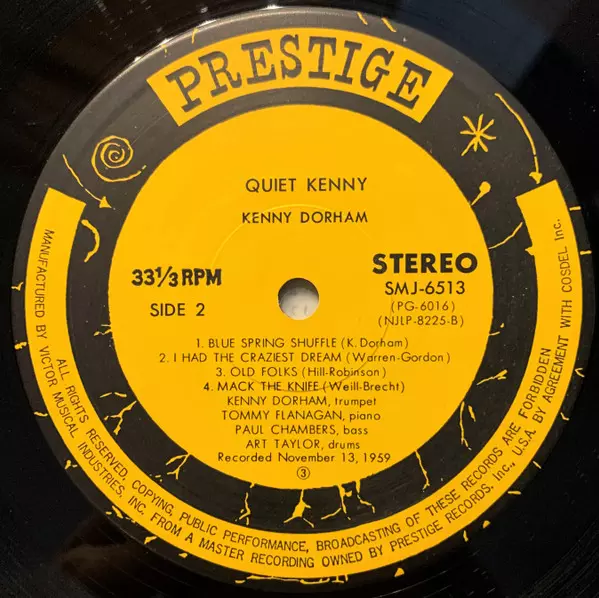 PRESTIGE
QUIET KENNY
KENNY DORHAM
33 1/3 RPM
SIDE 2
STEREO
SMJ-6513
(PG-6016)
(NJLP-8225-B)
1. BLUE SPRING SHUFFLE (K. Dorham)
2. I HAD THE CRAZIEST DREAM (Warren-Gordon)
3. OLD FOLKS (Hill-Robinson)
4. MACK THE KNIFE (Weill-Brecht)
KENNY DORHAM, trumpet
TOMMY FLANAGAN, piano
PAUL CHAMBERS, bass
ART TAYLOR, drums
Recorded November 13, 1959
③
MANUFACTURED BY VICTOR MUSICAL INDUSTRIES, INC. FROM A MASTER RECORDING OWNED BY PRESTIGE RECORDS, Inc., U.S.A. BY AGREEMENT WITH COSDEL Inc.
ALL RIGHTS RESERVED, COPYING, PUBLIC PERFORMANCE, BROADCASTING OF THESE RECORDS ARE FORBIDDEN